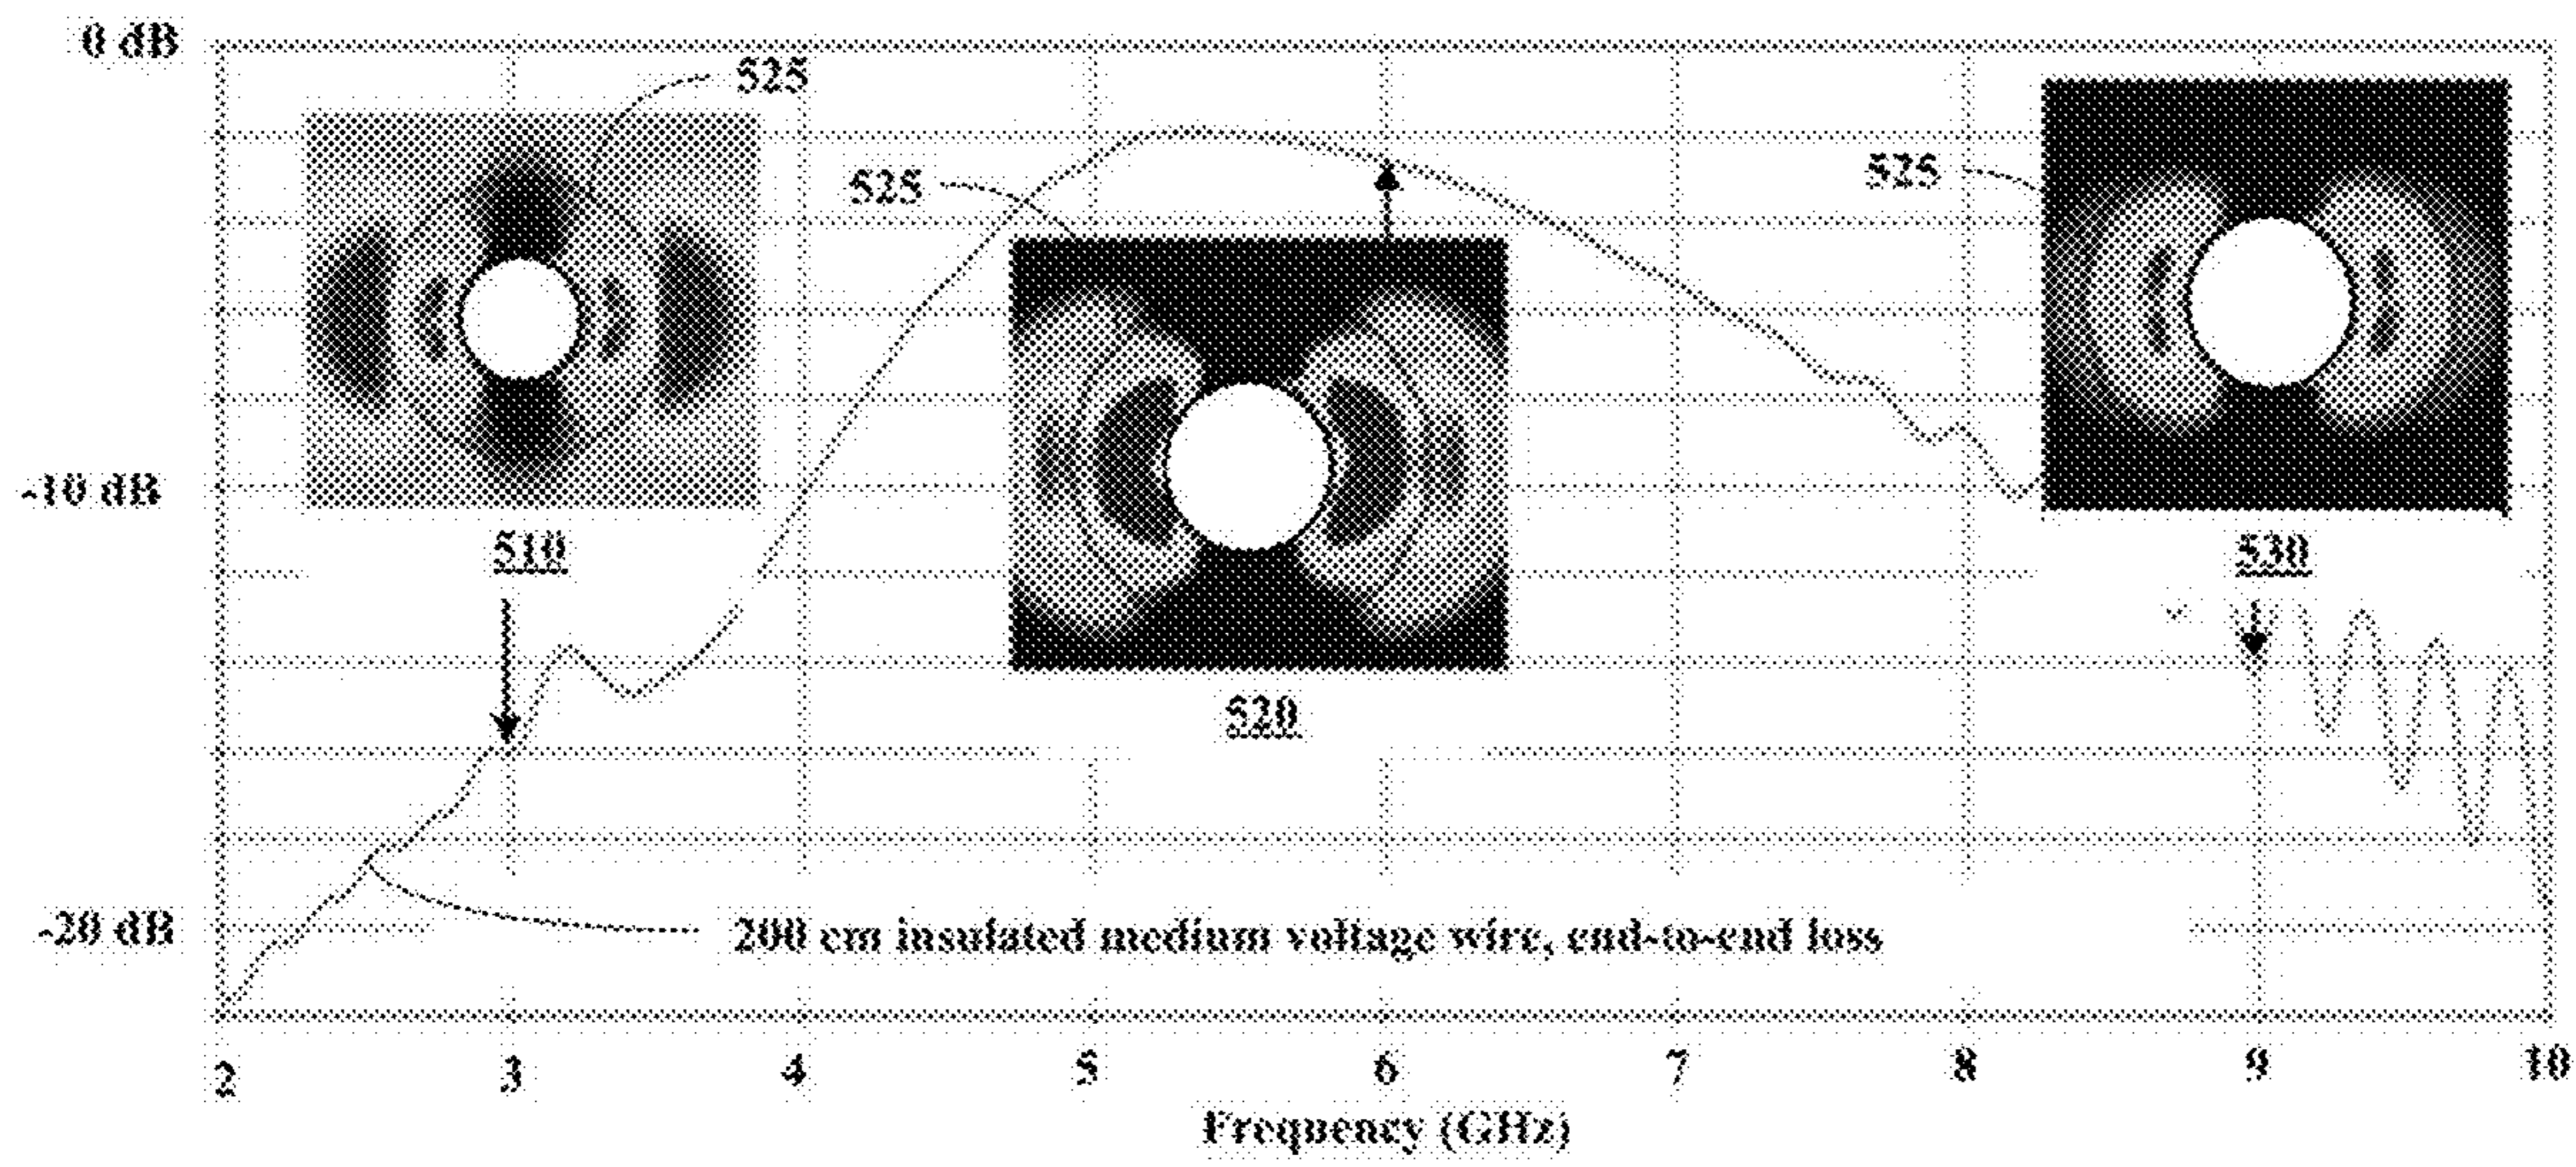 0 dB
525
525
525
-10 dB
510
530
520
-20 dB
200 cm insulated medium voltage wire, end-to-end loss
2 3 4 5 6 7 8 9 10
Frequency (GHz)